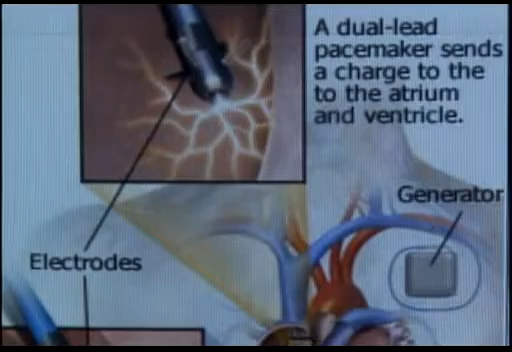 A dual-lead
pacemaker sends
a charge to the
to the atrium
and ventricle.
Generator
Electrodes